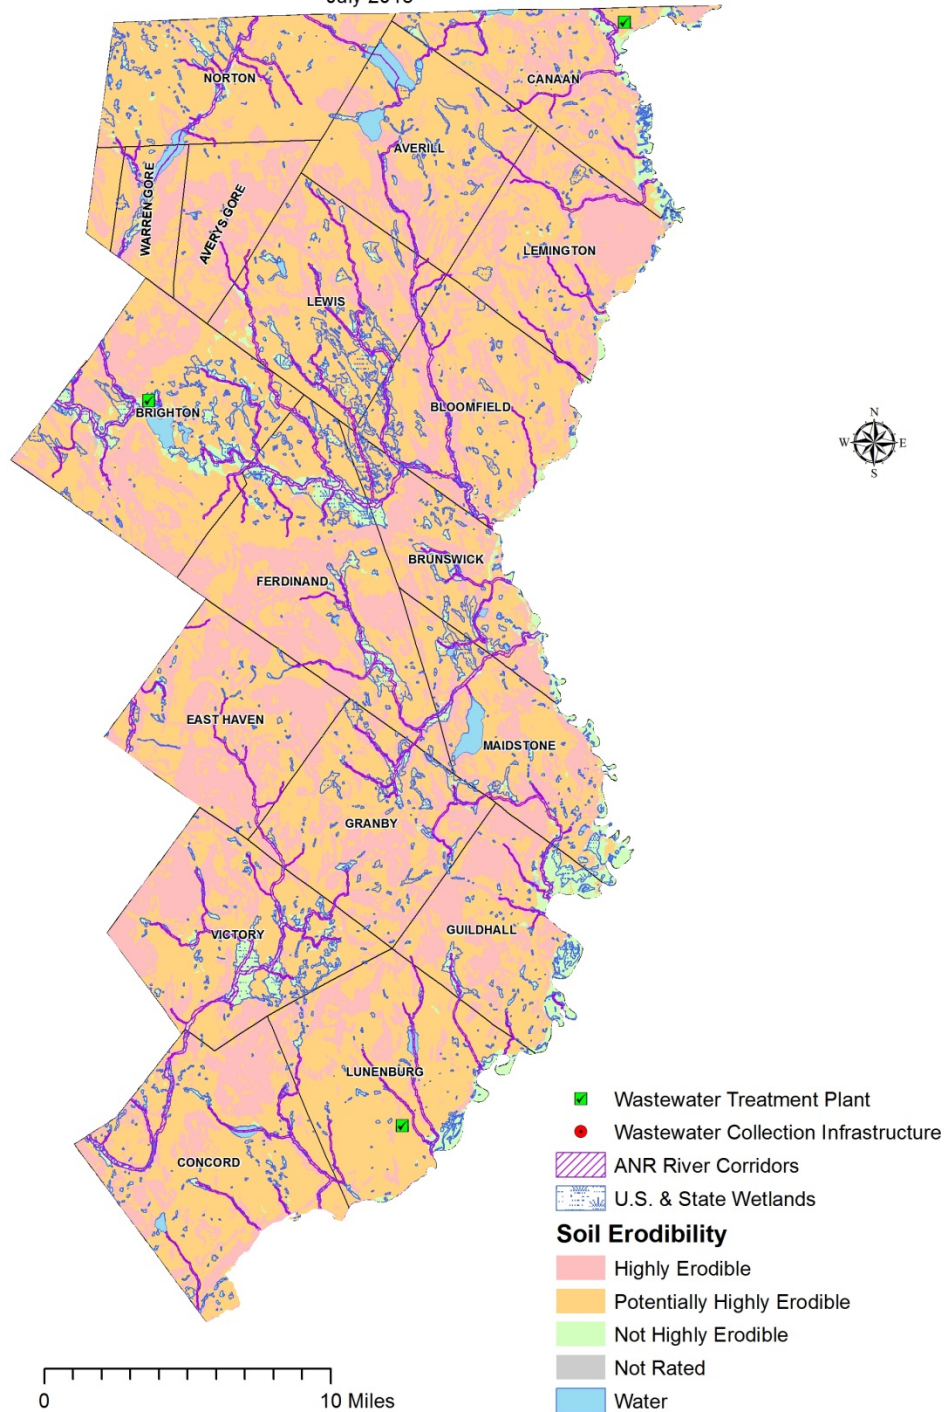 NORTON
CANAAN
AVERILL
WARREN GORE
AVERYS GORE
LEMINGTON
LEWIS
BRIGHTON
BLOOMFIELD
N
W E
S
BRUNSWICK
FERDINAND
EAST HAVEN
MAIDSTONE
GRANBY
VICTORY
GUILDHALL
LUNENBURG
CONCORD
Wastewater Treatment Plant
Wastewater Collection Infrastructure
ANR River Corridors
U.S. & State Wetlands
Soil Erodibility
Highly Erodible
Potentially Highly Erodible
Not Highly Erodible
Not Rated
Water
0 10 Miles